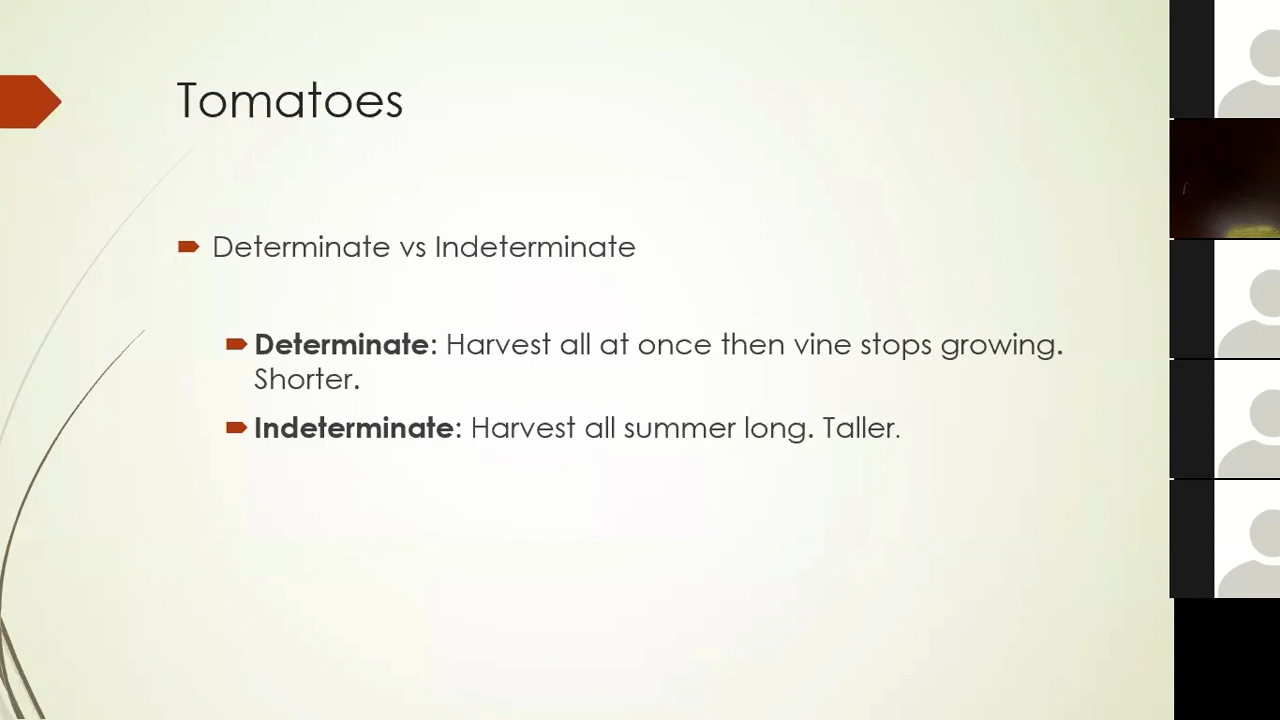 Tomatoes
Determinate vs Indeterminate
Determinate: Harvest all at once then vine stops growing.
Shorter.
Indeterminate: Harvest all summer long. Taller.